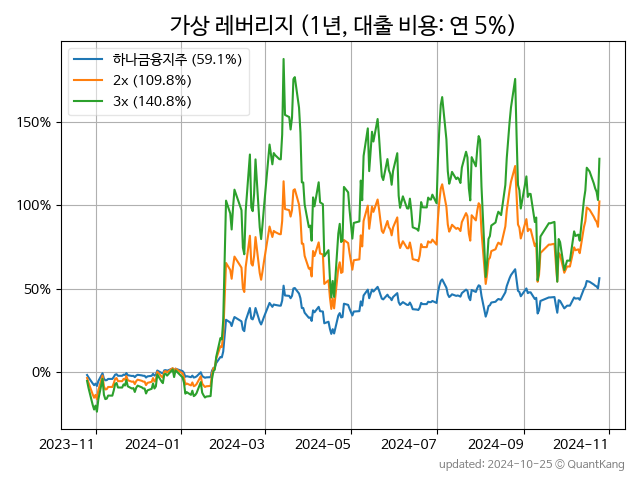 가상 레버리지 (1년, 대출 비용: 연 5%)
하나금융지주 (59.1%)
2x (109.8%)
3x (140.8%)
150%
100%
50%
0%
2023-11 2024-01 2024-03 2024-05 2024-07 2024-09 2024-11
updated: 2024-10-25 © QuantKang